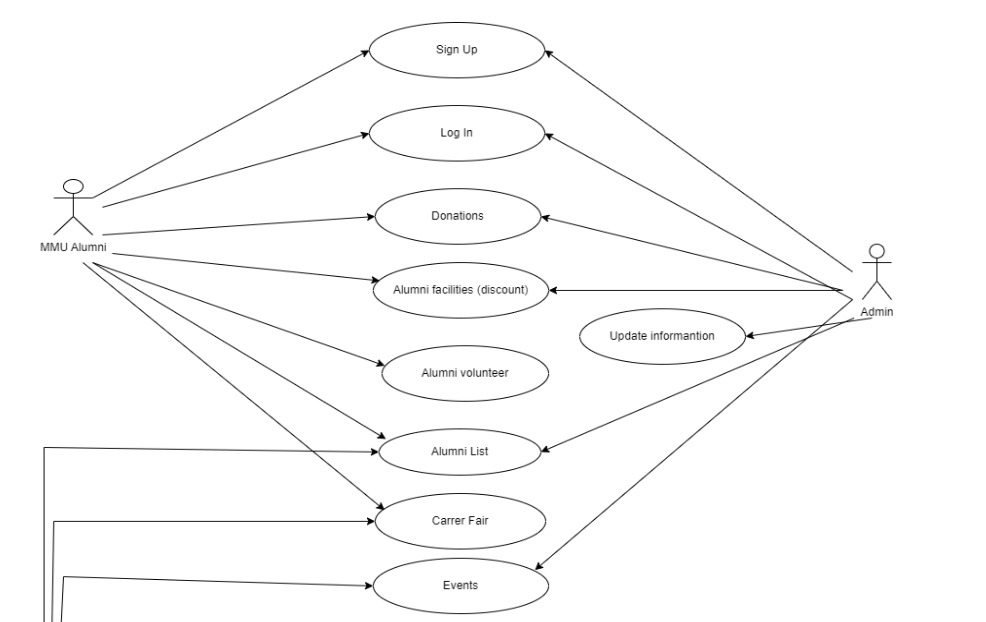 Sign Up
Log In
Donations
MMU Alumni
Alumni facilities (discount)
Admin
Update informantion
Alumni volunteer
Alumni List
Carrer Fair
Events